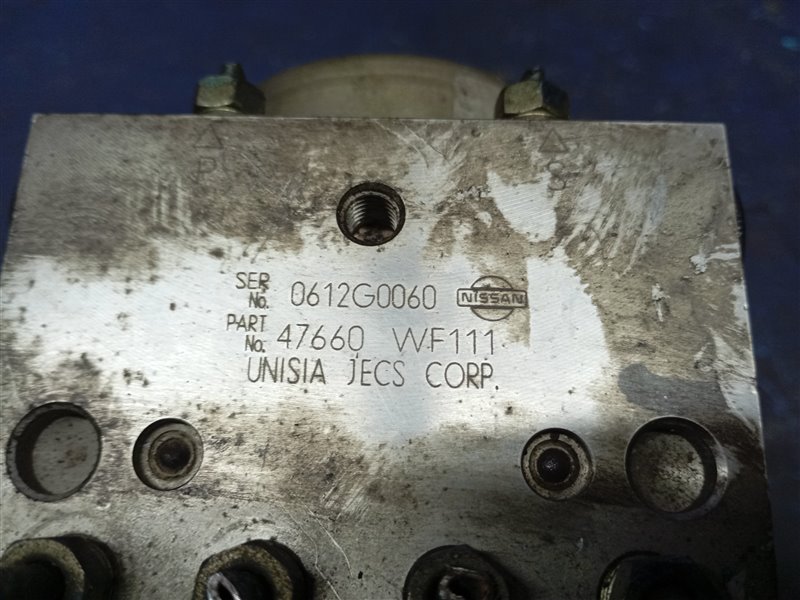 P S
SER No. 0612G0060 NISSAN
PART No. 47660 WF111
UNISIA JECS CORP.